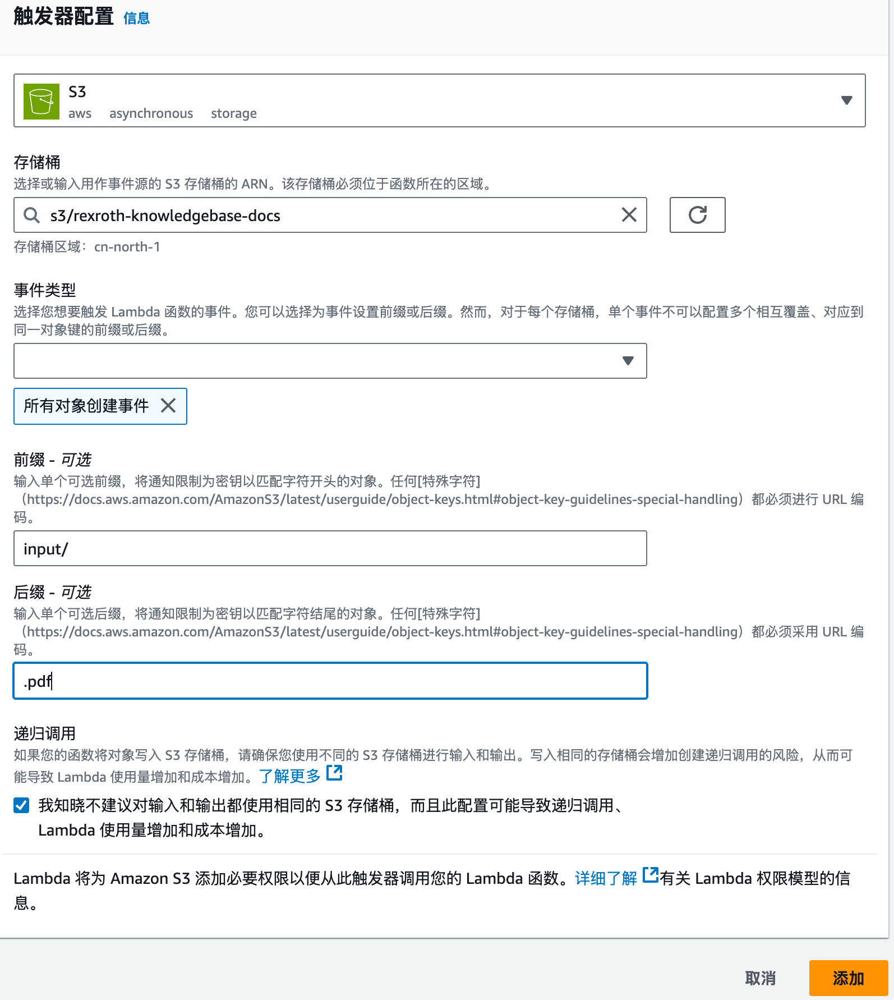 触发器配置 信息
S3
aws asynchronous storage
存储桶
选择或输入用作事件源的 S3 存储桶的 ARN。该存储桶必须位于函数所在的区域。
s3/rexroth-knowledgebase-docs
存储桶区域：cn-north-1
事件类型
选择您想要触发 Lambda 函数的事件。您可以选择为事件设置前缀或后缀。然而，对于每个存储桶，单个事件不可以配置多个相互覆盖、对应到
同一对象键的前缀或后缀。
所有对象创建事件
前缀 - 可选
输入单个可选前缀，将通知限制为密钥以匹配字符开头的对象。任何[特殊字符]
（https://docs.aws.amazon.com/AmazonS3/latest/userguide/object-keys.html#object-key-guidelines-special-handling）都必须进行 URL 编
码。
input/
后缀 - 可选
输入单个可选后缀，将通知限制为密钥以匹配字符结尾的对象。任何[特殊字符]
（https://docs.aws.amazon.com/AmazonS3/latest/userguide/object-keys.html#object-key-guidelines-special-handling）都必须采用 URL 编
码。
.pdf
递归调用
如果您的函数将对象写入 S3 存储桶，请确保您使用不同的 S3 存储桶进行输入和输出。写入相同的存储桶会增加创建递归调用的风险，从而可
能导致 Lambda 使用量增加和成本增加。了解更多
我知晓不建议对输入和输出都使用相同的 S3 存储桶，而且此配置可能导致递归调用、
Lambda 使用量增加和成本增加。
Lambda 将为 Amazon S3 添加必要权限以便从此触发器调用您的 Lambda 函数。详细了解 有关 Lambda 权限模型的信
息。
取消 添加